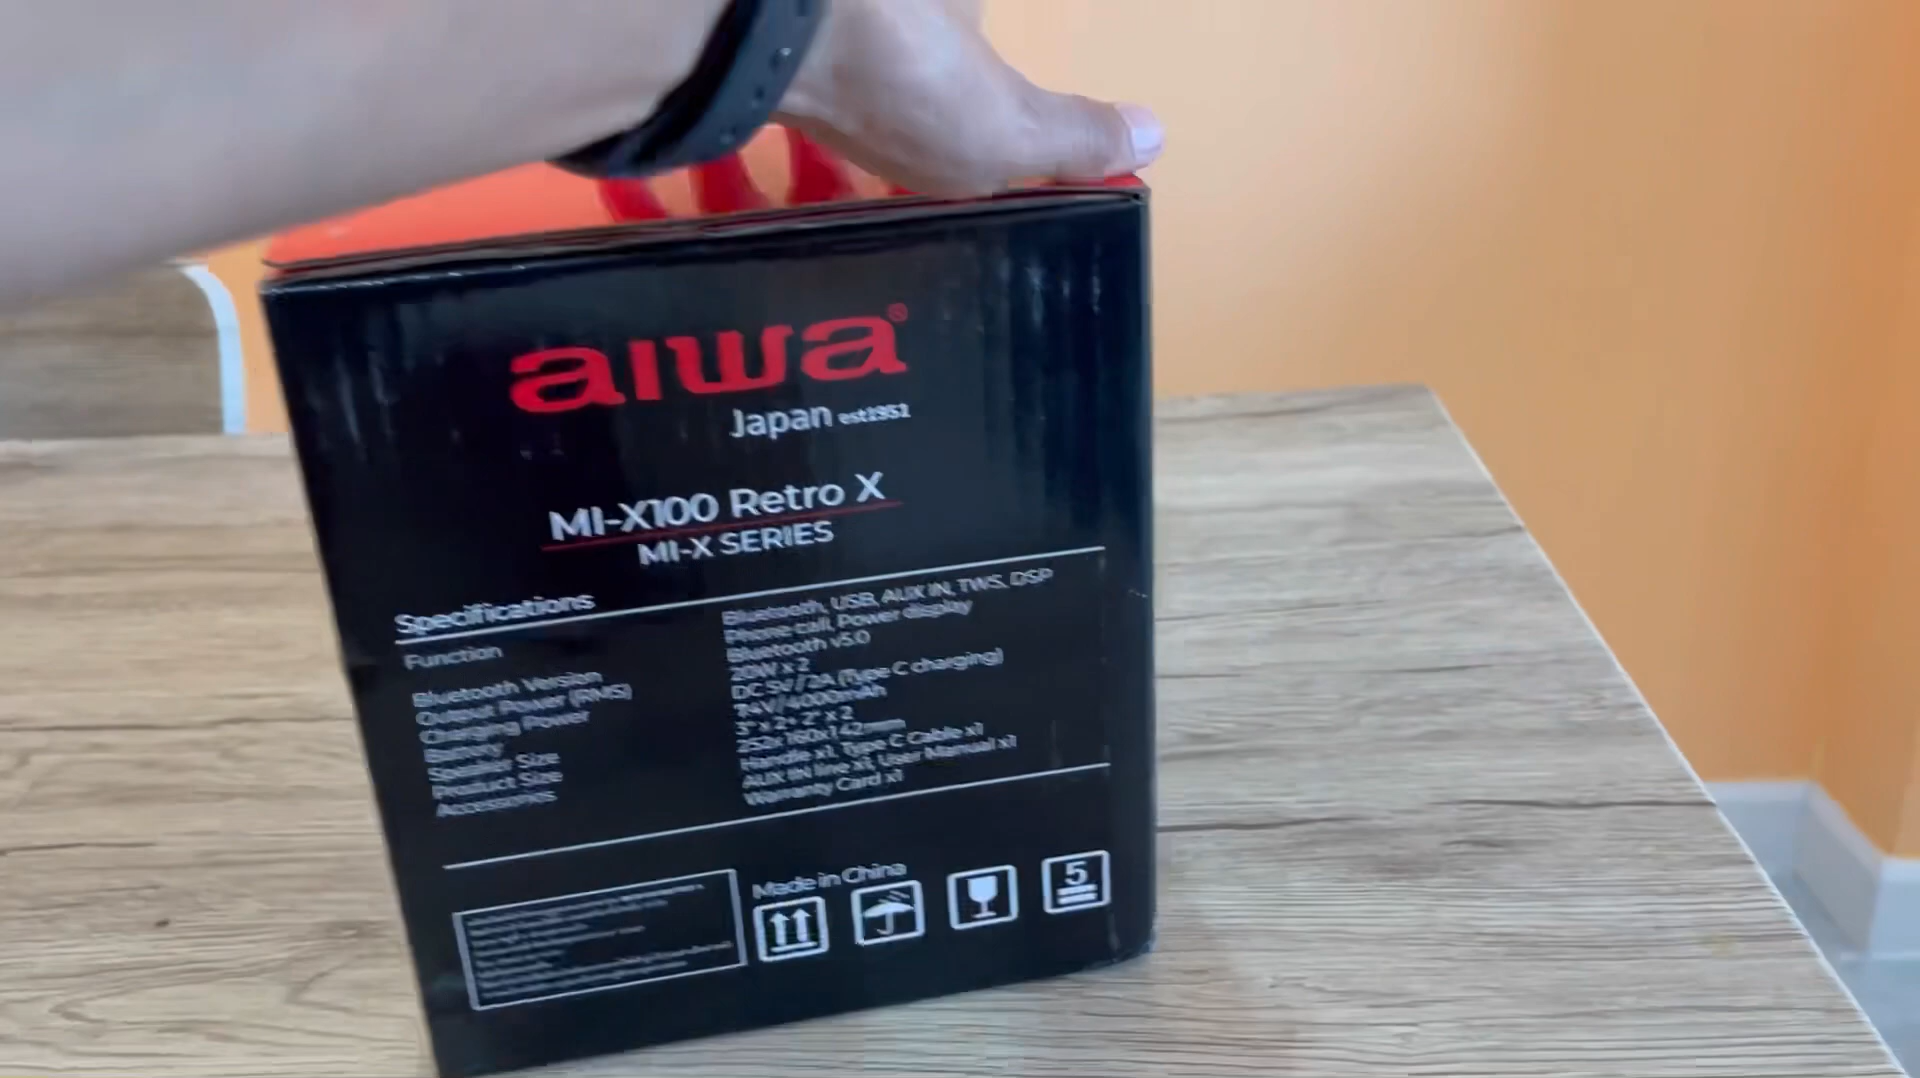 aiwa®
Japan est1951
MI-X100 Retro X
MI-X SERIES
Specifications
Function
Bluetooth, USB, AUX IN, TWS, DSP
Phone call, Power display
Bluetooth Version
Bluetooth v5.0
Output Power (RMS)
20W x 2
Charging Power
DC 5V/2A (Type C charging)
Battery
7.4V/4000mAh
Speaker Size
3" x 2+ 2" x 2
Product Size
252x160x142mm
Accessories
Handle x1, Type C Cable x1
AUX IN line x1, User Manual x1
Warranty Card x1
Made in China
5